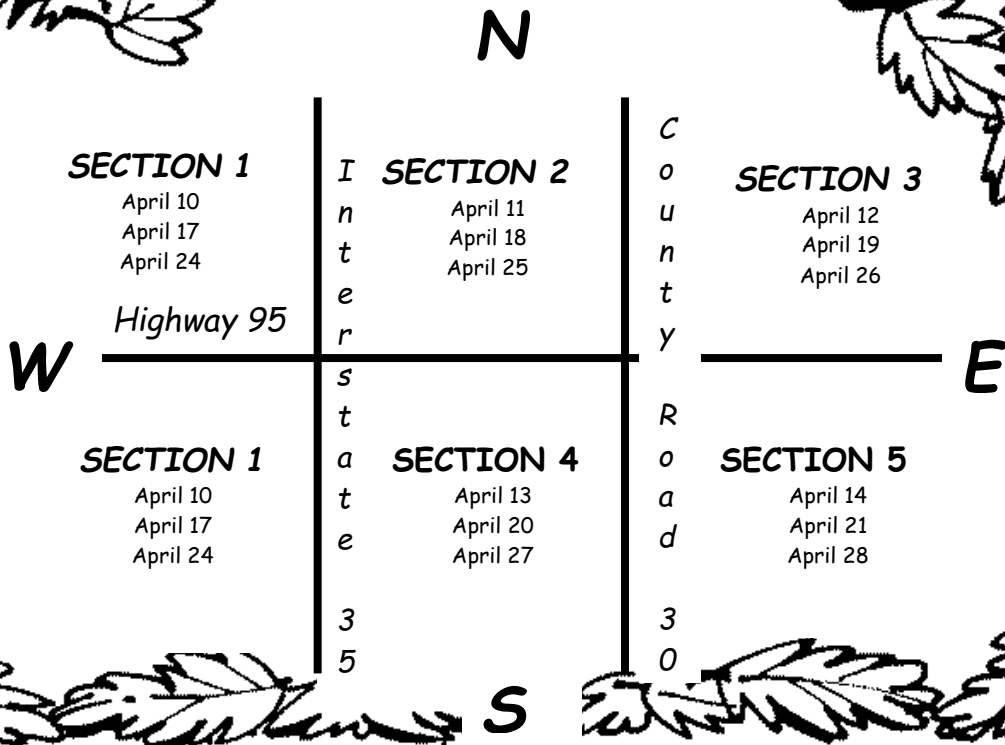 N
SECTION 1
April 10
April 17
April 24
Interstate 35
SECTION 2
April 11
April 18
April 25
County Road 30
SECTION 3
April 12
April 19
April 26
Highway 95
W
E
SECTION 1
April 10
April 17
April 24
SECTION 4
April 13
April 20
April 27
SECTION 5
April 14
April 21
April 28
S